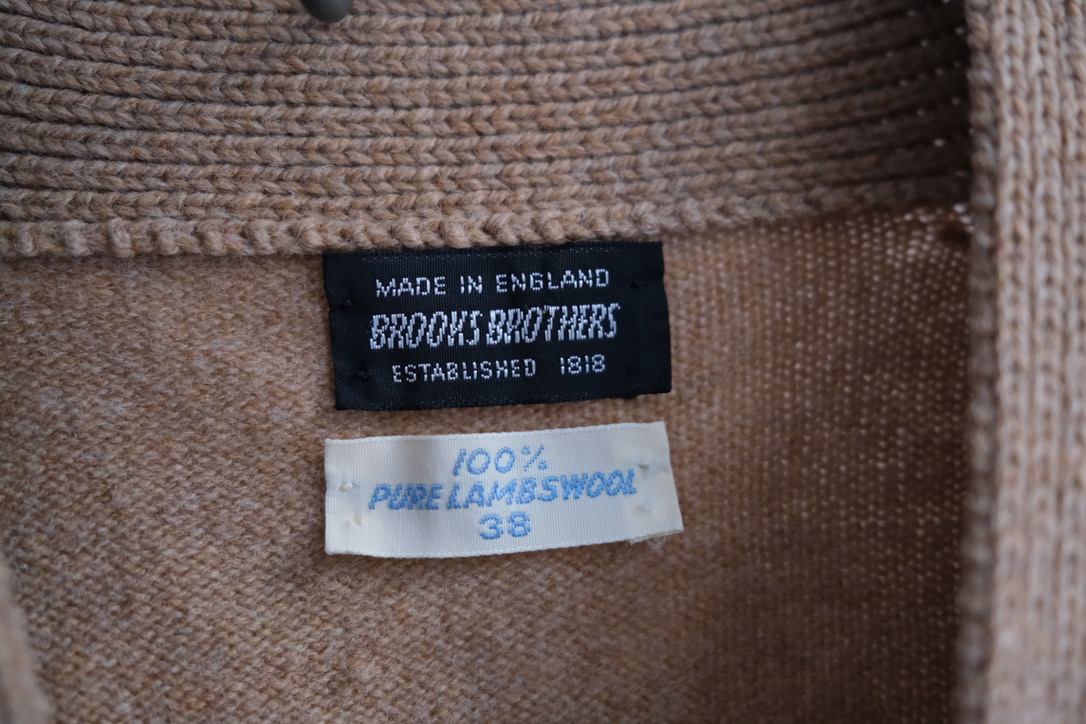 MADE IN ENGLAND
BROOKS BROTHERS
ESTABLISHED 1818
100%
PURE LAMBSWOOL
38